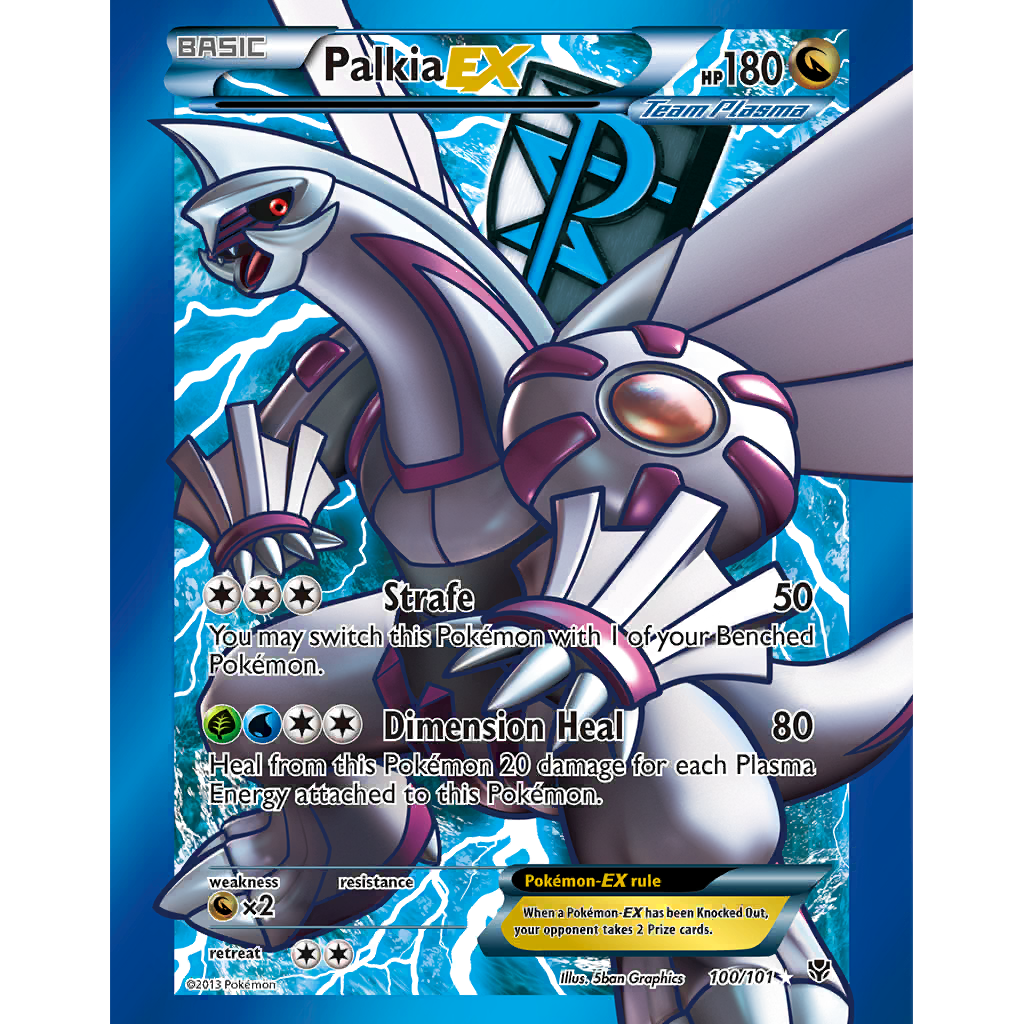 BASIC
Palkia EX
HP180
Team Plasma
Strafe 50
You may switch this Pokémon with 1 of your Benched
Pokémon.
Dimension Heal 80
Heal from this Pokémon 20 damage for each Plasma
Energy attached to this Pokémon.
weakness resistance
×2
Pokémon-EX rule
When a Pokémon-EX has been Knocked Out,
your opponent takes 2 Prize cards.
retreat
©2013 Pokémon
Illus. 5ban Graphics
100/101